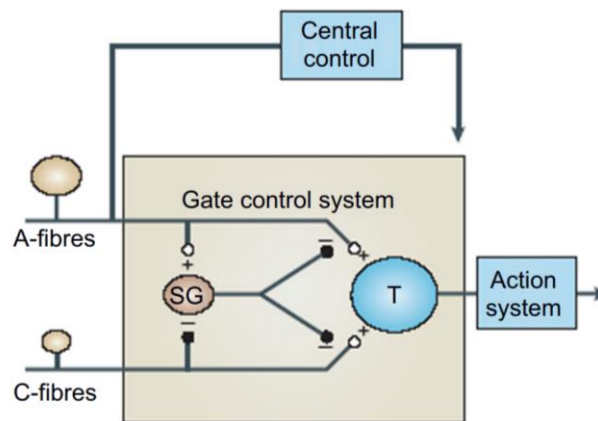 Central
control
Gate control system
A-fibres
+
+
SG
T
Action
system
+
C-fibres